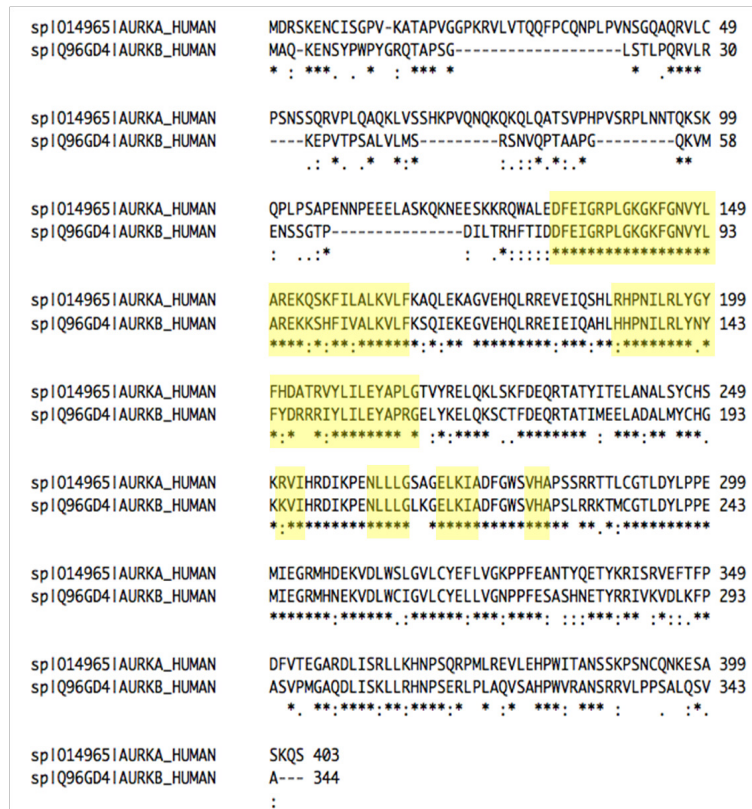 sp|O14965|AURKA_HUMAN MDRSKENCISGPV-KATAPVGGPKRVLVTQQFPCQNPLPVNSGQAQRVLC 49
sp|Q96GD4|AURKB_HUMAN MAQ-KENSYPWPYGRQTAPSG-------------------LSTLPQRVLR 30
* : ***. . * : *** * * .****
sp|O14965|AURKA_HUMAN PSNSSQRVPLQAQKLVSSHKPVQNQKQKQLQATSVPHPVSRPLNNTQKSK 99
sp|Q96GD4|AURKB_HUMAN ----KEPVTPSALVLMS---------RSNVQPTAAPG---------QKVM 58
.: *. .* *:* :.::*.*:.* **
sp|O14965|AURKA_HUMAN QPLPSAPENNPEEELASKQKNEESKKRQWALEDFEIGRPLGKGKFGNVYL 149
sp|Q96GD4|AURKB_HUMAN ENSSGTP--------------DILTRHFTIDDFEIGRPLGKGKFGNVYL 93
: ..:* : .*:::::*****************
sp|O14965|AURKA_HUMAN AREKQSKFILALKVLFKAQLEKAGVEHQLRREVEIQSHLRHPNILRLYGY 199
sp|Q96GD4|AURKB_HUMAN AREKKSHFIVALKVLFKSQIEKEGVEHQLRREIEIQAHLHHPNILRLYNY 143
****:*:**:*******:*:** *********:***:**:********.*
sp|O14965|AURKA_HUMAN FHDATRVYLILEYAPLGTVYRELQKLSKFDEQRTATYITELANALSYCHS 249
sp|Q96GD4|AURKB_HUMAN FYDRRRIYLILEYAPRGELYKELQKSCTFDEQRTATIMEELADALMYCHG 193
*:* *:******** * :*:**** ..******** : ***:** ***.
sp|O14965|AURKA_HUMAN KRVIHRDIKPENLLLGSAGELKIADFGWSVHAPSSRRTTLCGTLDYLPPE 299
sp|Q96GD4|AURKB_HUMAN KKVIHRDIKPENLLLGLKGELKIADFGWSVHAPSLRRKTMCGTLDYLPPE 243
*:************** **************** **.*:**********
sp|O14965|AURKA_HUMAN MIEGRMHDEKVDLWSLGVLCYEFLVGKPPFEANTYQETYKRISRVEFTFP 349
sp|Q96GD4|AURKB_HUMAN MIEGRMHNEKVDLWCIGVLCYELLVGNPPFESASHNETYRRIVKVDLKFP 293
*******:******.:******:***:****: :::***:** :*::.**
sp|O14965|AURKA_HUMAN DFVTEGARDLISRLLKHNPSQRPMLREVLEHPWITANSSKPSNCQNKESA 399
sp|Q96GD4|AURKB_HUMAN ASVPMGAQDLISKLLRHNPSERLPLAQVSAHPWVRANSRRVLPPSALQSV 343
*. **:****:**:****:* * :* ***: *** : . :*.
sp|O14965|AURKA_HUMAN SKQS 403
sp|Q96GD4|AURKB_HUMAN A--- 344
: